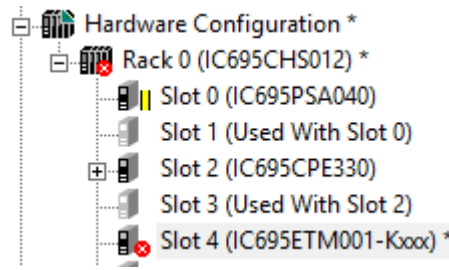 Hardware Configuration *
Rack 0 (IC695CHS012) *
Slot 0 (IC695PSA040)
Slot 1 (Used With Slot 0)
Slot 2 (IC695CPE330)
Slot 3 (Used With Slot 2)
Slot 4 (IC695ETM001-Kxxx) *